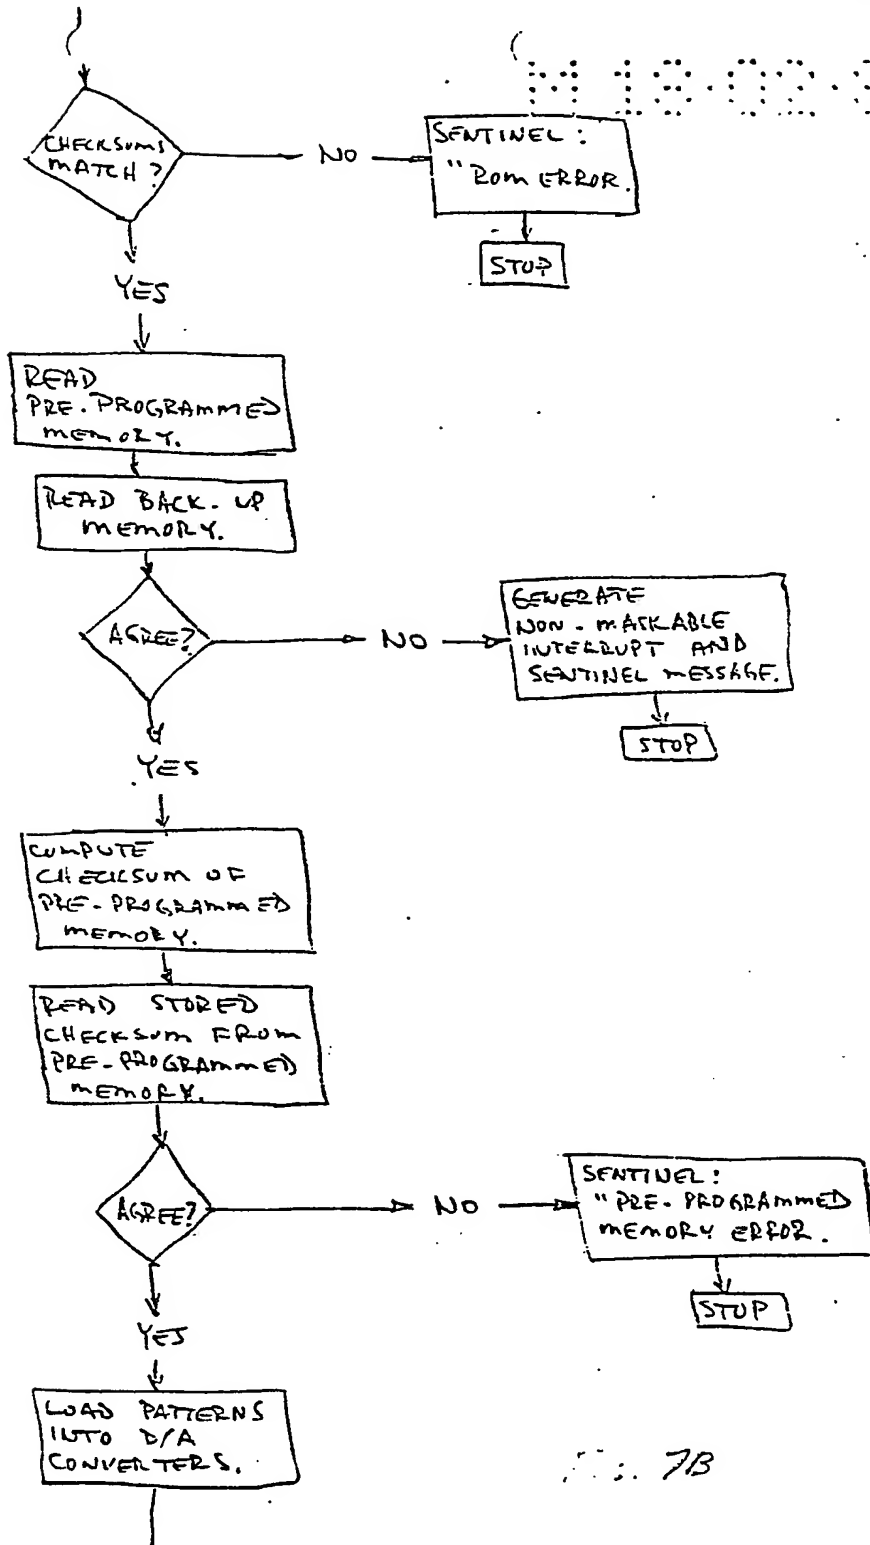 M 18·02·
CHECKSUMS
MATCH?
NO
SENTINEL:
"ROM ERROR.
STOP
YES
READ
PRE-PROGRAMMED
MEMORY.
READ BACK-UP
MEMORY.
AGREE?
NO
GENERATE
NON-MASKABLE
INTERRUPT AND
SENTINEL MESSAGE.
STOP
YES
COMPUTE
CHECKSUM OF
PRE-PROGRAMMED
MEMORY.
READ STORED
CHECKSUM FROM
PRE-PROGRAMMED
MEMORY.
AGREE?
NO
SENTINEL:
"PRE-PROGRAMMED
MEMORY ERROR.
STOP
YES
LOAD PATTERNS
INTO D/A
CONVERTERS.
7B